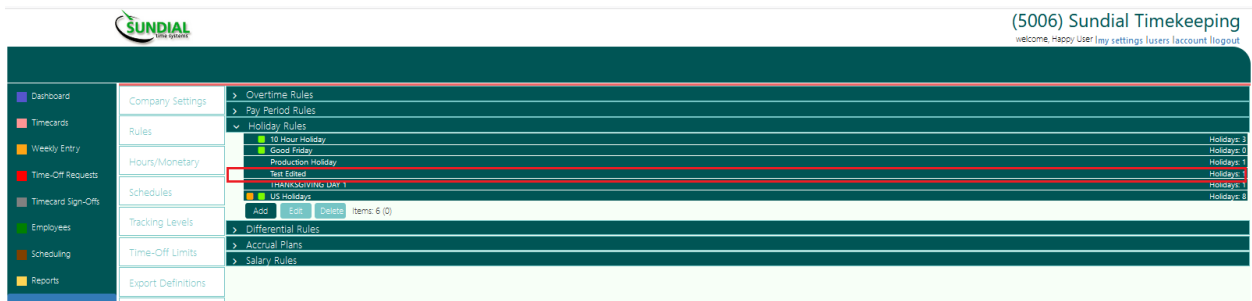 SUNDIAL
time systems
(5006) Sundial Timekeeping
welcome, Happy User |my settings |users |account |logout
Dashboard
Timecards
Weekly Entry
Time-Off Requests
Timecard Sign-Offs
Employees
Scheduling
Reports
Company Settings
Rules
Hours/Monetary
Schedules
Tracking Levels
Time-Off Limits
Export Definitions
> Overtime Rules
> Pay Period Rules
Holiday Rules
10 Hour Holiday Holidays: 3
Good Friday Holidays: 0
Production Holiday Holidays: 1
Test Edited Holidays: 1
THANKSGIVING DAY 1 Holidays: 1
US Holidays Holidays: 8
Add Edit Delete Items: 6 (0)
> Differential Rules
> Accrual Plans
> Salary Rules